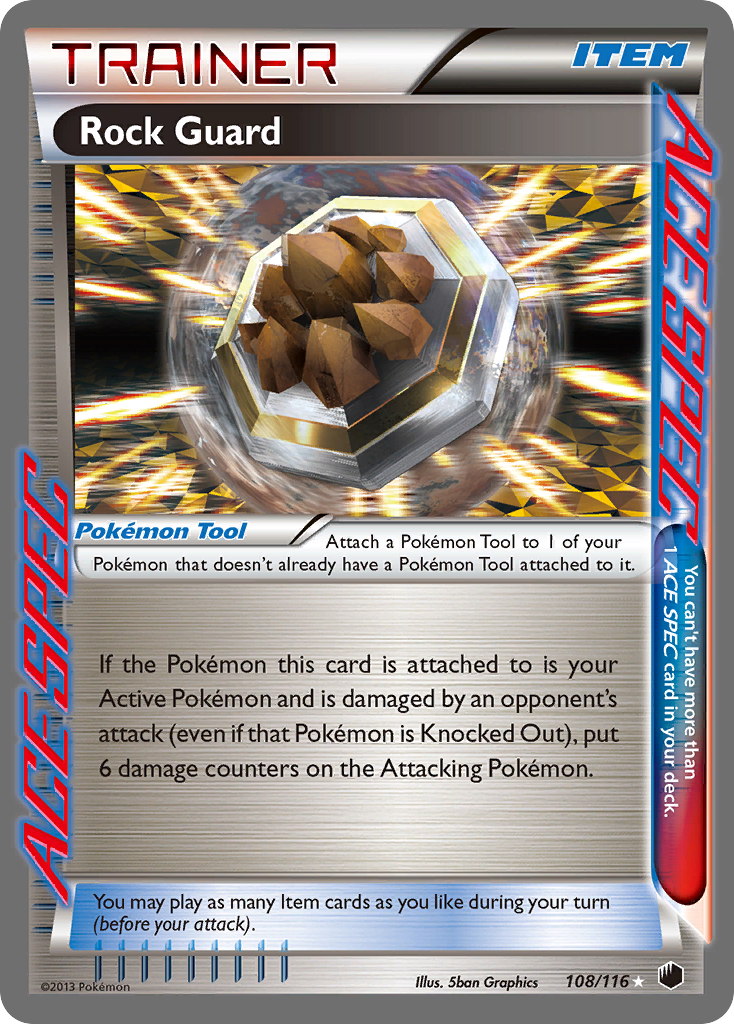 TRAINER
ITEM
Rock Guard
ACE SPEC
Pokémon Tool
Attach a Pokémon Tool to 1 of your
Pokémon that doesn't already have a Pokémon Tool attached to it.
You can't have more than
1 ACE SPEC card in your deck.
ACE SPEC
If the Pokémon this card is attached to is your
Active Pokémon and is damaged by an opponent's
attack (even if that Pokémon is Knocked Out), put
6 damage counters on the Attacking Pokémon.
You may play as many Item cards as you like during your turn
(before your attack).
©2013 Pokémon
Illus. 5ban Graphics
108/116 ★